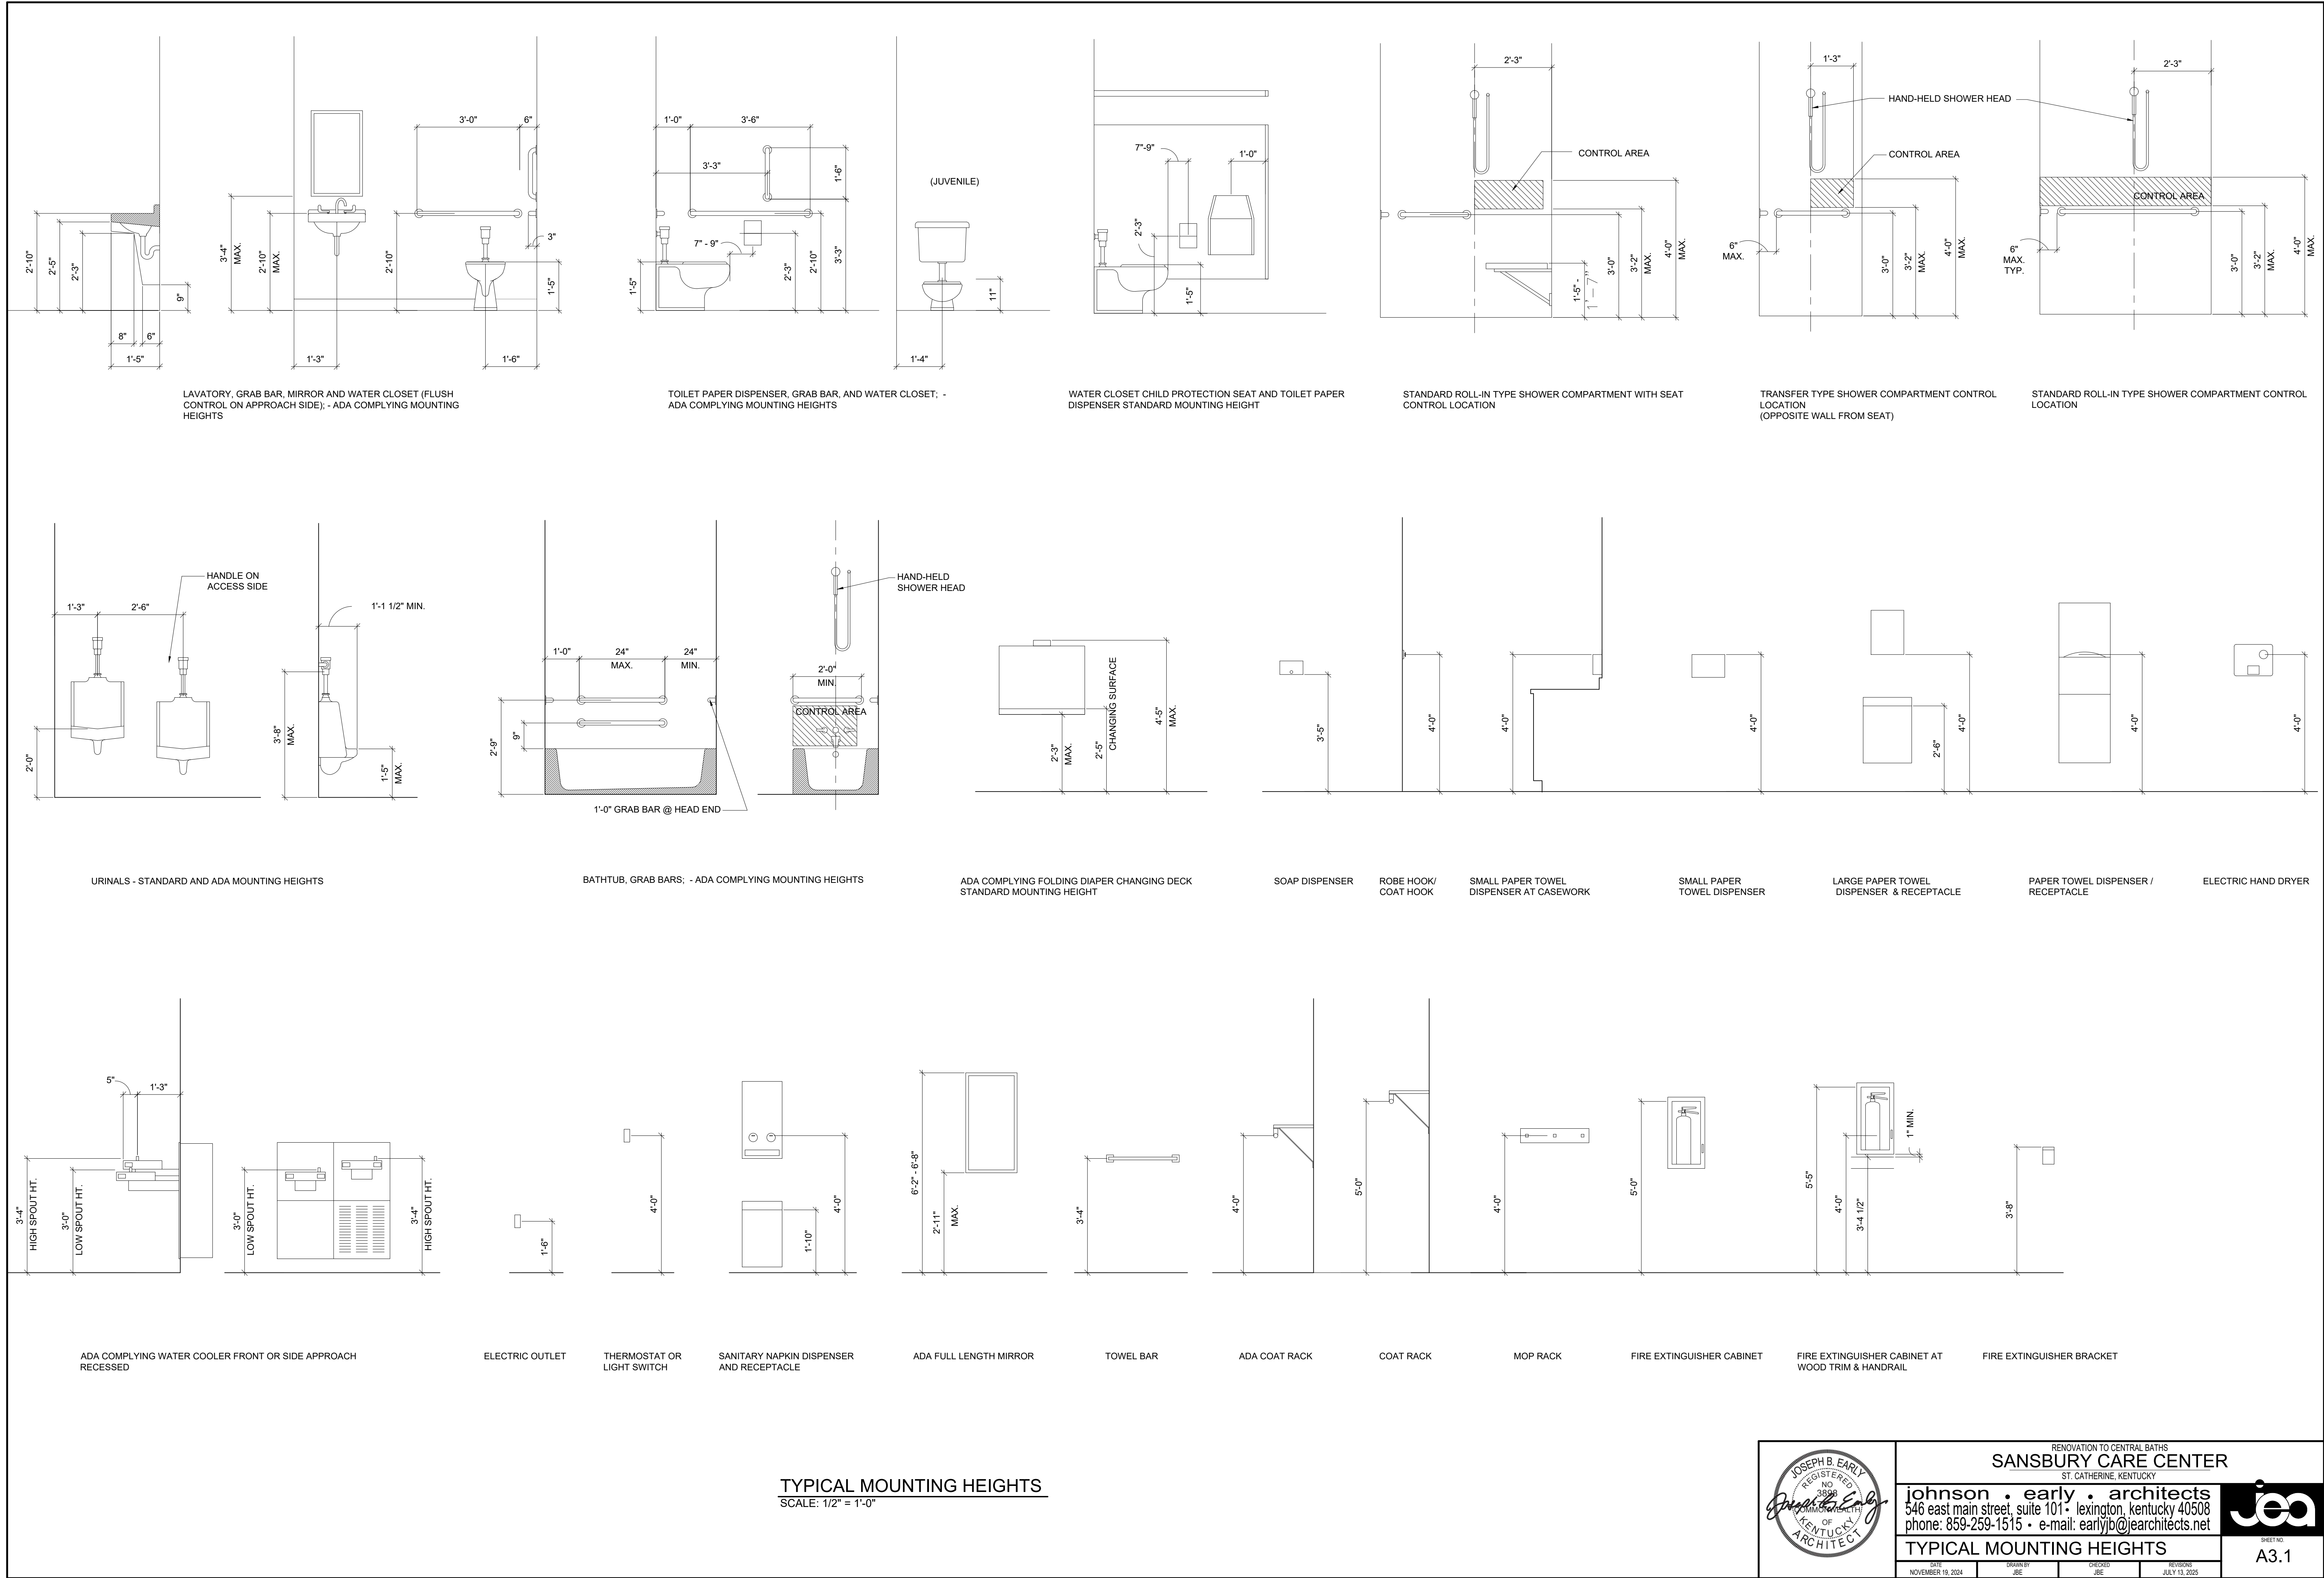 2'-10"
2'-5"
2'-3"
9"
8"
6"
1'-5"
3'-4"
MAX.
2'-10"
MAX.
1'-3"
3'-0"
6"
2'-10"
3"
1'-5"
1'-6"
LAVATORY, GRAB BAR, MIRROR AND WATER CLOSET (FLUSH
CONTROL ON APPROACH SIDE); - ADA COMPLYING MOUNTING
HEIGHTS
1'-0"
3'-6"
3'-3"
1'-6"
7" - 9"
1'-5"
2'-3"
2'-10"
3'-3"
(JUVENILE)
11"
1'-4"
TOILET PAPER DISPENSER, GRAB BAR, AND WATER CLOSET; -
ADA COMPLYING MOUNTING HEIGHTS
7"-9"
1'-0"
2'-3"
1'-5"
WATER CLOSET CHILD PROTECTION SEAT AND TOILET PAPER
DISPENSER STANDARD MOUNTING HEIGHT
2'-3"
CONTROL AREA
1'-5" -
1'-7"
3'-0"
3'-2"
MAX.
4'-0"
MAX.
STANDARD ROLL-IN TYPE SHOWER COMPARTMENT WITH SEAT
CONTROL LOCATION
1'-3"
HAND-HELD SHOWER HEAD
CONTROL AREA
6"
MAX.
3'-0"
3'-2"
MAX.
4'-0"
MAX.
TRANSFER TYPE SHOWER COMPARTMENT CONTROL
LOCATION
(OPPOSITE WALL FROM SEAT)
2'-3"
CONTROL AREA
6"
MAX.
TYP.
3'-0"
3'-2"
MAX.
4'-0"
MAX.
STANDARD ROLL-IN TYPE SHOWER COMPARTMENT CONTROL
LOCATION
HANDLE ON
ACCESS SIDE
1'-3"
2'-6"
2'-0"
1'-1 1/2" MIN.
3'-8"
MAX.
1'-5"
MAX.
URINALS - STANDARD AND ADA MOUNTING HEIGHTS
1'-0"
24"
MAX.
24"
MIN.
2'-9"
9"
1'-0" GRAB BAR @ HEAD END
HAND-HELD
SHOWER HEAD
2'-0"
MIN.
CONTROL AREA
BATHTUB, GRAB BARS; - ADA COMPLYING MOUNTING HEIGHTS
2'-3"
MAX.
2'-5"
CHANGING SURFACE
4'-5"
MAX.
ADA COMPLYING FOLDING DIAPER CHANGING DECK
STANDARD MOUNTING HEIGHT
3'-5"
SOAP DISPENSER
4'-0"
ROBE HOOK/
COAT HOOK
4'-0"
SMALL PAPER TOWEL
DISPENSER AT CASEWORK
4'-0"
SMALL PAPER
TOWEL DISPENSER
2'-6"
4'-0"
LARGE PAPER TOWEL
DISPENSER & RECEPTACLE
4'-0"
PAPER TOWEL DISPENSER /
RECEPTACLE
4'-0"
ELECTRIC HAND DRYER
5"
1'-3"
3'-4"
HIGH SPOUT HT.
3'-0"
LOW SPOUT HT.
3'-0"
LOW SPOUT HT.
3'-4"
HIGH SPOUT HT.
ADA COMPLYING WATER COOLER FRONT OR SIDE APPROACH
RECESSED
1'-6"
ELECTRIC OUTLET
4'-0"
THERMOSTAT OR
LIGHT SWITCH
1'-10"
4'-0"
SANITARY NAPKIN DISPENSER
AND RECEPTACLE
6'-2" - 6'-8"
2'-11"
MAX.
ADA FULL LENGTH MIRROR
3'-4"
TOWEL BAR
4'-0"
ADA COAT RACK
5'-0"
COAT RACK
4'-0"
MOP RACK
5'-0"
FIRE EXTINGUISHER CABINET
5'-5"
4'-0"
3'-4 1/2"
1" MIN.
FIRE EXTINGUISHER CABINET AT
WOOD TRIM & HANDRAIL
3'-8"
FIRE EXTINGUISHER BRACKET
TYPICAL MOUNTING HEIGHTS
SCALE: 1/2" = 1'-0"
JOSEPH B. EARLY
REGISTERED
NO
3898
COMMONWEALTH
OF
KENTUCKY
ARCHITECT
Joseph B. Early
RENOVATION TO CENTRAL BATHS
SANSBURY CARE CENTER
ST. CATHERINE, KENTUCKY
johnson • early • architects
546 east main street, suite 101 • lexington, kentucky 40508
phone: 859-259-1515 • e-mail: earlyjb@jearchitects.net
jea
TYPICAL MOUNTING HEIGHTS
SHEET NO.
A3.1
DATE
NOVEMBER 19, 2024
DRAWN BY
JBE
CHECKED
JBE
REVISIONS
JULY 13, 2025